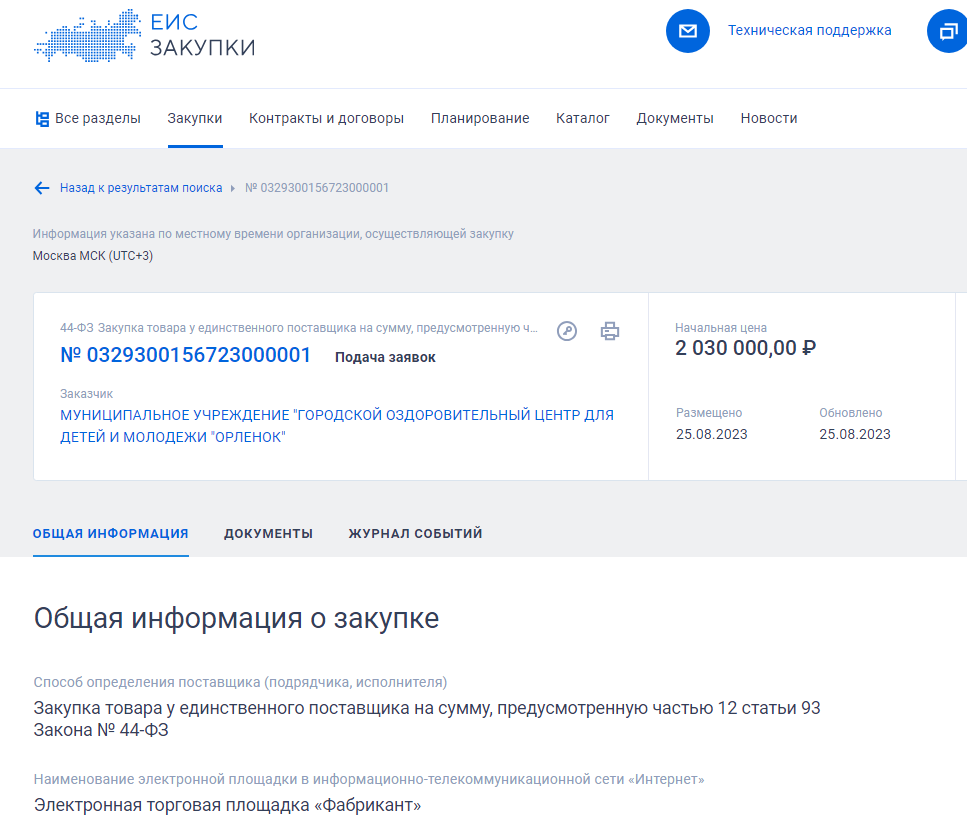 ЕИС
ЗАКУПКИ
Техническая поддержка
Все разделы Закупки Контракты и договоры Планирование Каталог Документы Новости
Назад к результатам поиска № 0329300156723000001
Информация указана по местному времени организации, осуществляющей закупку
Москва МСК (UTC+3)
44-ФЗ Закупка товара у единственного поставщика на сумму, предусмотренную ч...
№ 0329300156723000001 Подача заявок
Заказчик
МУНИЦИПАЛЬНОЕ УЧРЕЖДЕНИЕ "ГОРОДСКОЙ ОЗДОРОВИТЕЛЬНЫЙ ЦЕНТР ДЛЯ
ДЕТЕЙ И МОЛОДЕЖИ "ОРЛЕНОК"
Начальная цена
2 030 000,00 ₽
Размещено Обновлено
25.08.2023 25.08.2023
ОБЩАЯ ИНФОРМАЦИЯ ДОКУМЕНТЫ ЖУРНАЛ СОБЫТИЙ
Общая информация о закупке
Способ определения поставщика (подрядчика, исполнителя)
Закупка товара у единственного поставщика на сумму, предусмотренную частью 12 статьи 93
Закона № 44-ФЗ
Наименование электронной площадки в информационно-телекоммуникационной сети «Интернет»
Электронная торговая площадка «Фабрикант»